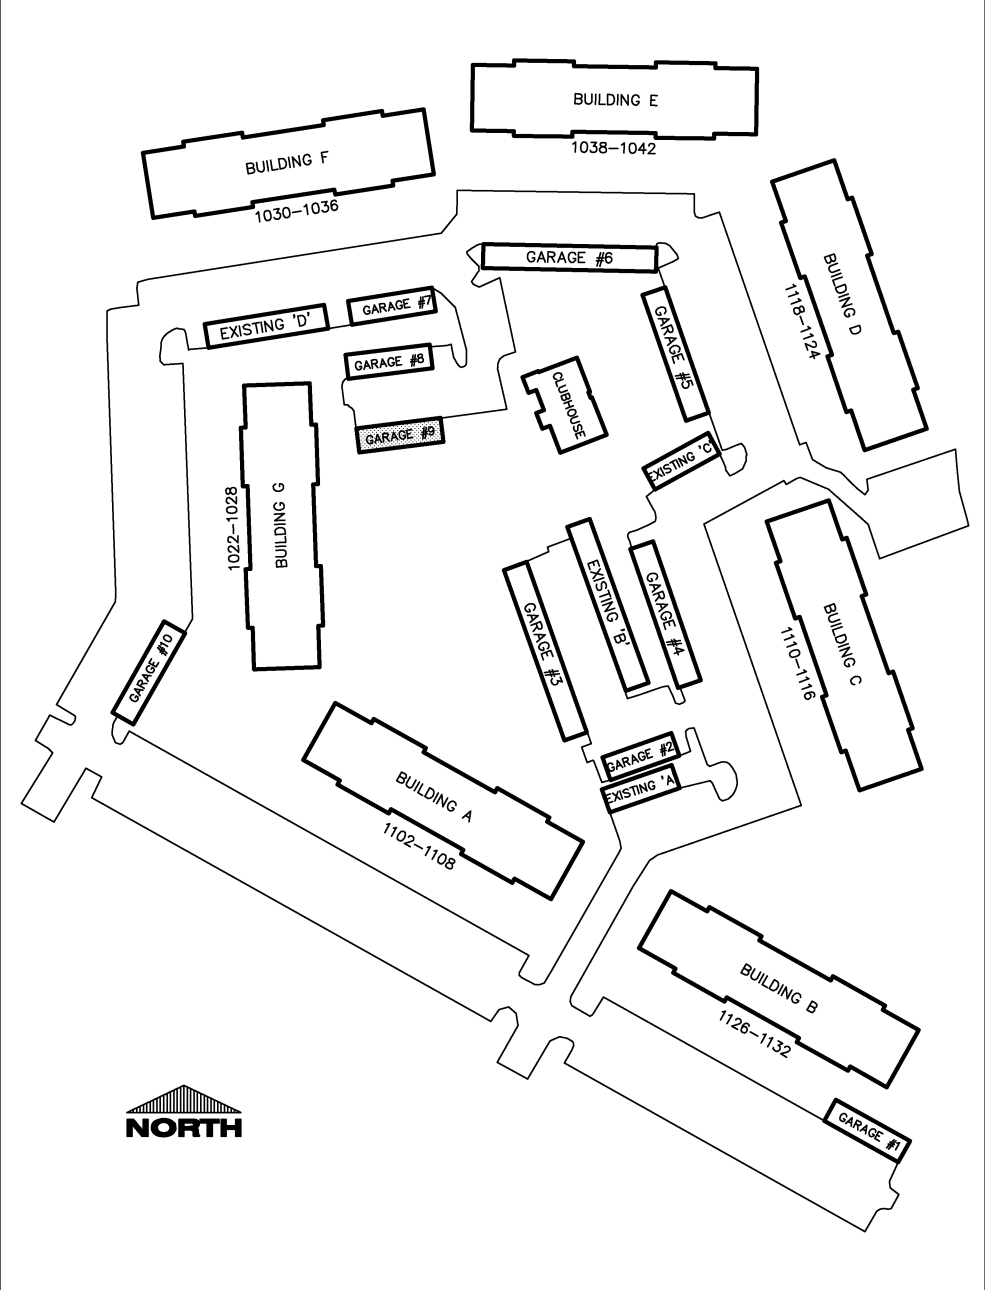 BUILDING E
1038-1042
BUILDING F
1030-1036
GARAGE #6
BUILDING D
1118-1124
GARAGE #7
EXISTING 'D'
GARAGE #8
GARAGE #5
CLUBHOUSE
GARAGE #9
EXISTING 'C'
BUILDING G
1022-1028
EXISTING 'B'
GARAGE #4
GARAGE #3
BUILDING C
1110-1116
GARAGE #10
GARAGE #2
EXISTING 'A'
BUILDING A
1102-1108
BUILDING B
1126-1132
GARAGE #1
NORTH